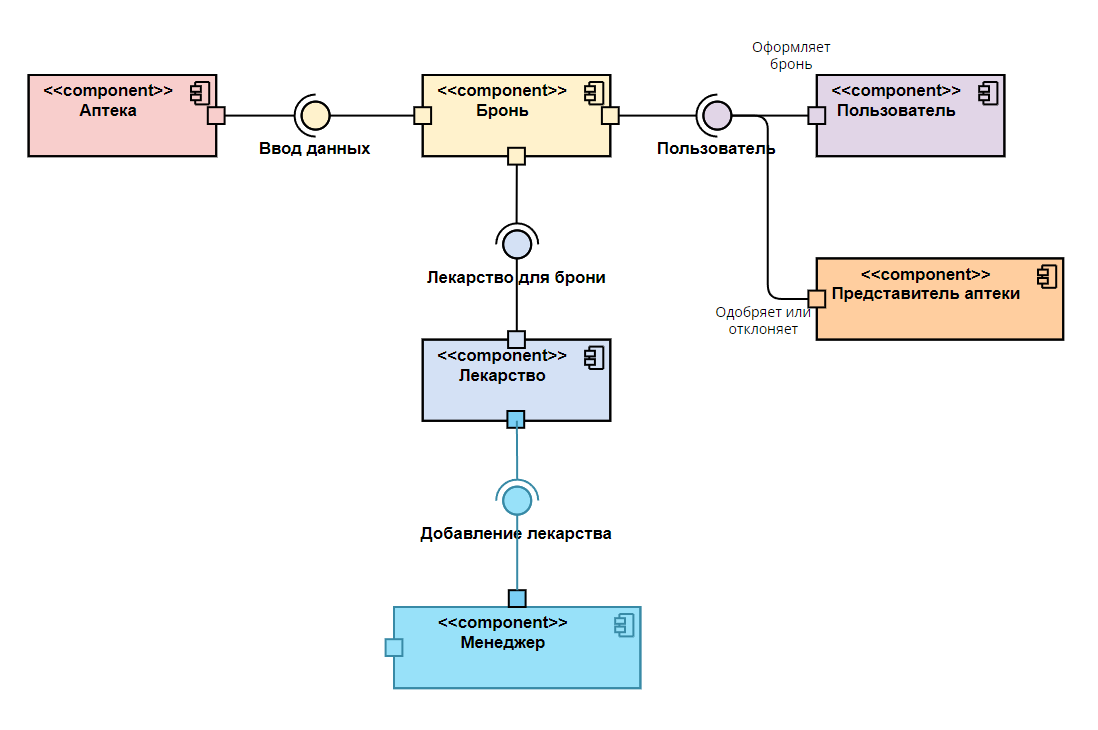 Оформляет
бронь
<<component>>
Аптека
<<component>>
Бронь
<<component>>
Пользователь
Ввод данных
Пользователь
Лекарство для брони
<<component>>
Представитель аптеки
Одобряет или
отклоняет
<<component>>
Лекарство
Добавление лекарства
<<component>>
Менеджер